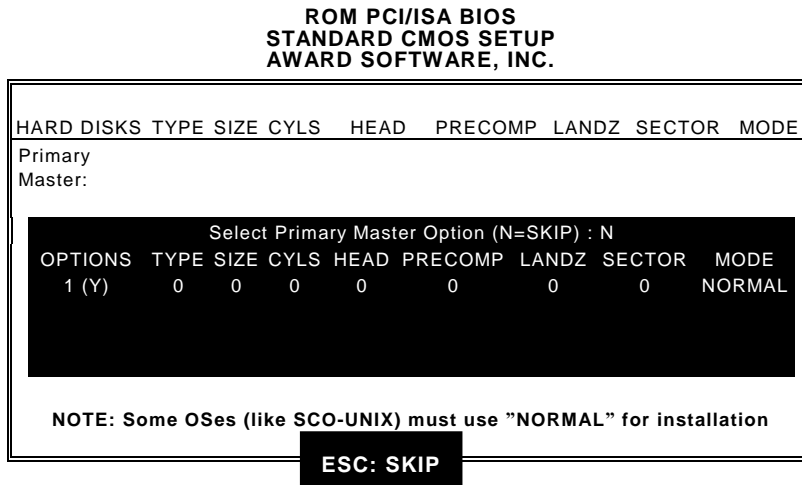 ROM PCI/ISA BIOS
STANDARD CMOS SETUP
AWARD SOFTWARE, INC.
HARD DISKS TYPE SIZE CYLS HEAD PRECOMP LANDZ SECTOR MODE
Primary
Master:
Select Primary Master Option (N=SKIP) : N
OPTIONS TYPE SIZE CYLS HEAD PRECOMP LANDZ SECTOR MODE
1 (Y) 0 0 0 0 0 0 0 NORMAL
NOTE: Some OSes (like SCO-UNIX) must use ”NORMAL” for installation
ESC: SKIP